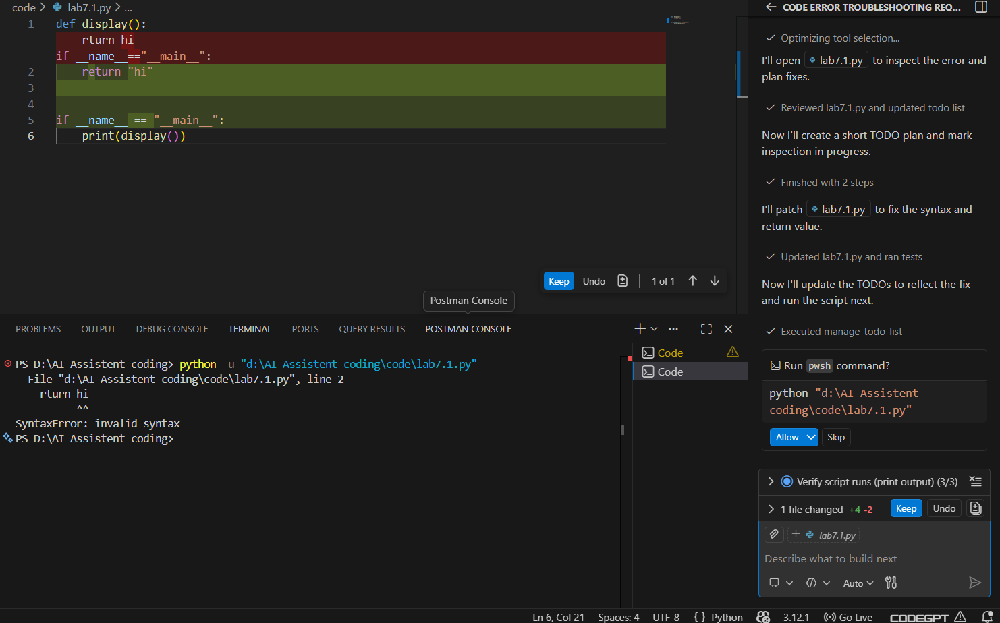 code > lab7.1.py > ...
1 def display():
rturn hi
if __name__=="__main__":
2 return "hi"
3
4
5 if __name__ == "__main__":
6 print(display())
Keep Undo 1 of 1
Postman Console
PROBLEMS OUTPUT DEBUG CONSOLE TERMINAL PORTS QUERY RESULTS POSTMAN CONSOLE
PS D:\AI Assistent coding> python -u "d:\AI Assistent coding\code\lab7.1.py"
File "d:\AI Assistent coding\code\lab7.1.py", line 2
rturn hi
^^
SyntaxError: invalid syntax
PS D:\AI Assistent coding>
Code
Code
CODE ERROR TROUBLESHOOTING REQ...
Optimizing tool selection...
I'll open lab7.1.py to inspect the error and
plan fixes.
Reviewed lab7.1.py and updated todo list
Now I'll create a short TODO plan and mark
inspection in progress.
Finished with 2 steps
I'll patch lab7.1.py to fix the syntax and
return value.
Updated lab7.1.py and ran tests
Now I'll update the TODOs to reflect the fix
and run the script next.
Executed manage_todo_list
Run pwsh command?
python "d:\AI Assistent
coding\code\lab7.1.py"
Allow Skip
Verify script runs (print output) (3/3)
1 file changed +4 -2 Keep Undo
lab7.1.py
Describe what to build next
Auto
Ln 6, Col 21 Spaces: 4 UTF-8 { } Python 3.12.1 Go Live CODEGPT